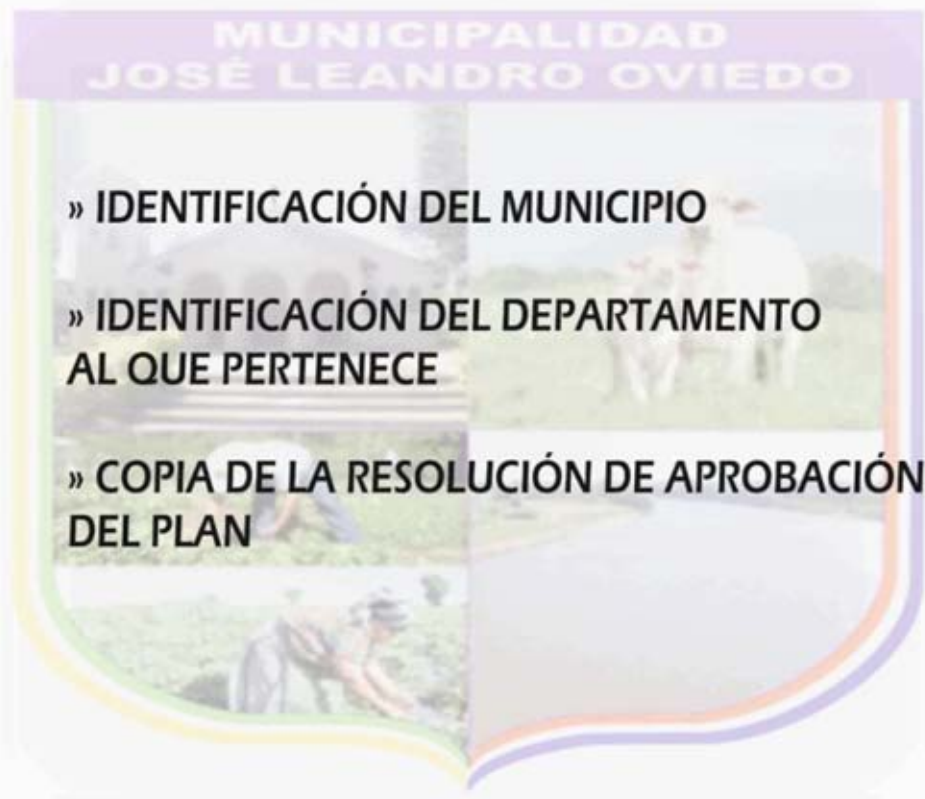 MUNICIPALIDAD
JOSÉ LEANDRO OVIEDO
» IDENTIFICACIÓN DEL MUNICIPIO
» IDENTIFICACIÓN DEL DEPARTAMENTO
AL QUE PERTENECE
» COPIA DE LA RESOLUCIÓN DE APROBACIÓN
DEL PLAN